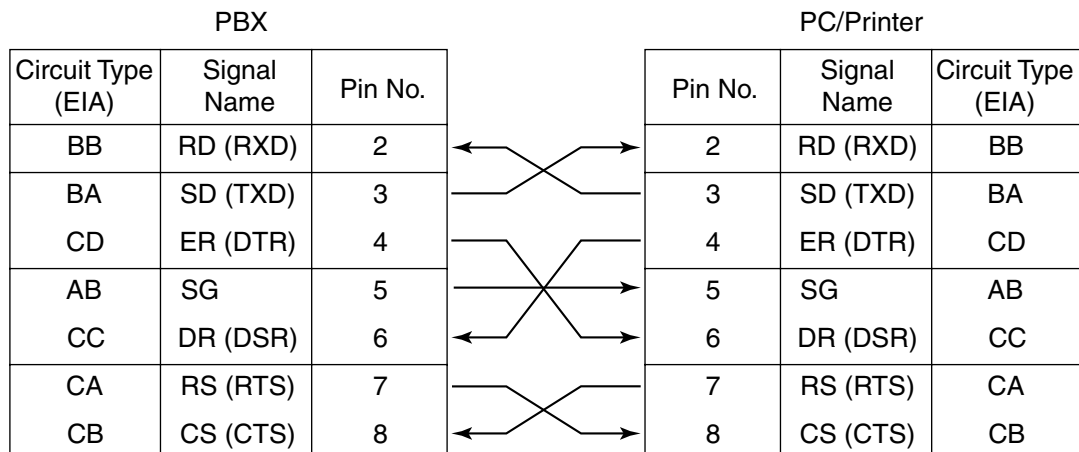 PBX PC/Printer
Circuit Type (EIA) Signal Name Pin No. Pin No. Signal Name Circuit Type (EIA)
BB RD (RXD) 2 2 RD (RXD) BB
BA SD (TXD) 3 3 SD (TXD) BA
CD ER (DTR) 4 4 ER (DTR) CD
AB SG 5 5 SG AB
CC DR (DSR) 6 6 DR (DSR) CC
CA RS (RTS) 7 7 RS (RTS) CA
CB CS (CTS) 8 8 CS (CTS) CB